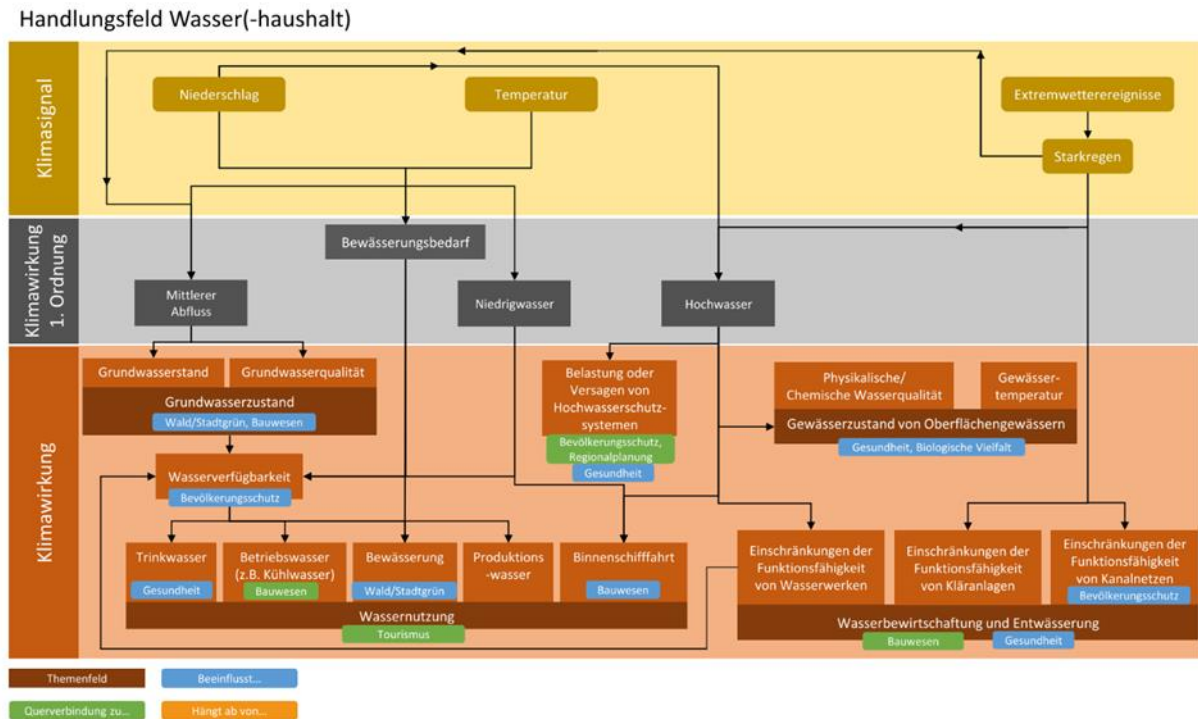 Handlungsfeld Wasser(-haushalt)
Klimasignal
Niederschlag
Temperatur
Extremwetterereignisse
Starkregen
Klimawirkung
1. Ordnung
Bewässerungsbedarf
Mittlerer
Abfluss
Niedrigwasser
Hochwasser
Klimawirkung
Grundwasserstand
Grundwasserqualität
Grundwasserzustand
Wald/Stadtgrün, Bauwesen
Belastung oder
Versagen von
Hochwasserschutz-
systemen
Bevölkerungsschutz,
Regionalplanung
Gesundheit
Physikalische/
Chemische Wasserqualität
Gewässer-
temperatur
Gewässerzustand von Oberflächengewässern
Gesundheit, Biologische Vielfalt
Wasserverfügbarkeit
Bevölkerungsschutz
Trinkwasser
Gesundheit
Betriebswasser
(z.B. Kühlwasser)
Bauwesen
Bewässerung
Wald/Stadtgrün
Produktions
-wasser
Binnenschifffahrt
Bauwesen
Wassernutzung
Tourismus
Einschränkungen der
Funktionsfähigkeit
von Wasserwerken
Einschränkungen der
Funktionsfähigkeit
von Kläranlagen
Einschränkungen der
Funktionsfähigkeit
von Kanalnetzen
Bevölkerungsschutz
Wasserbewirtschaftung und Entwässerung
Bauwesen
Gesundheit
Themenfeld
Beeinflusst...
Querverbindung zu...
Hängt ab von...